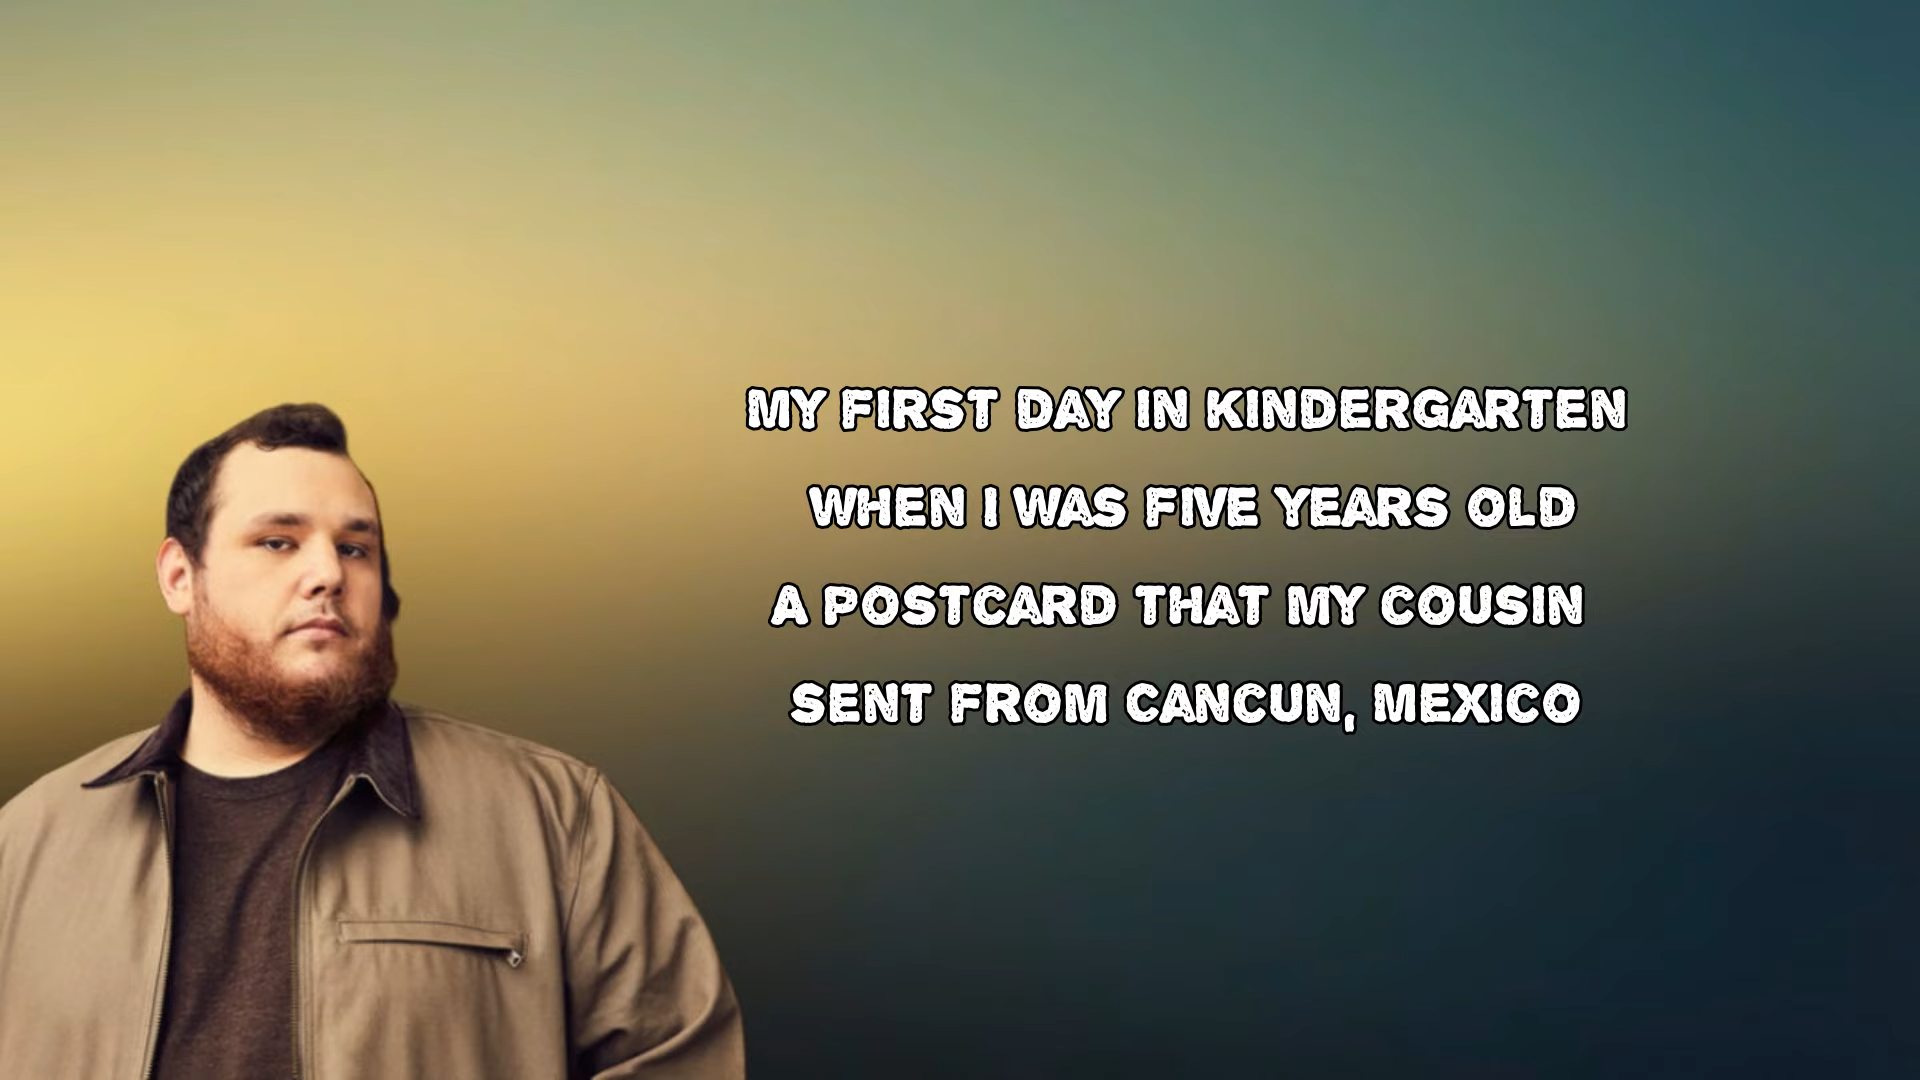 MY FIRST DAY IN KINDERGARTEN
WHEN I WAS FIVE YEARS OLD
A POSTCARD THAT MY COUSIN
SENT FROM CANCUN, MEXICO